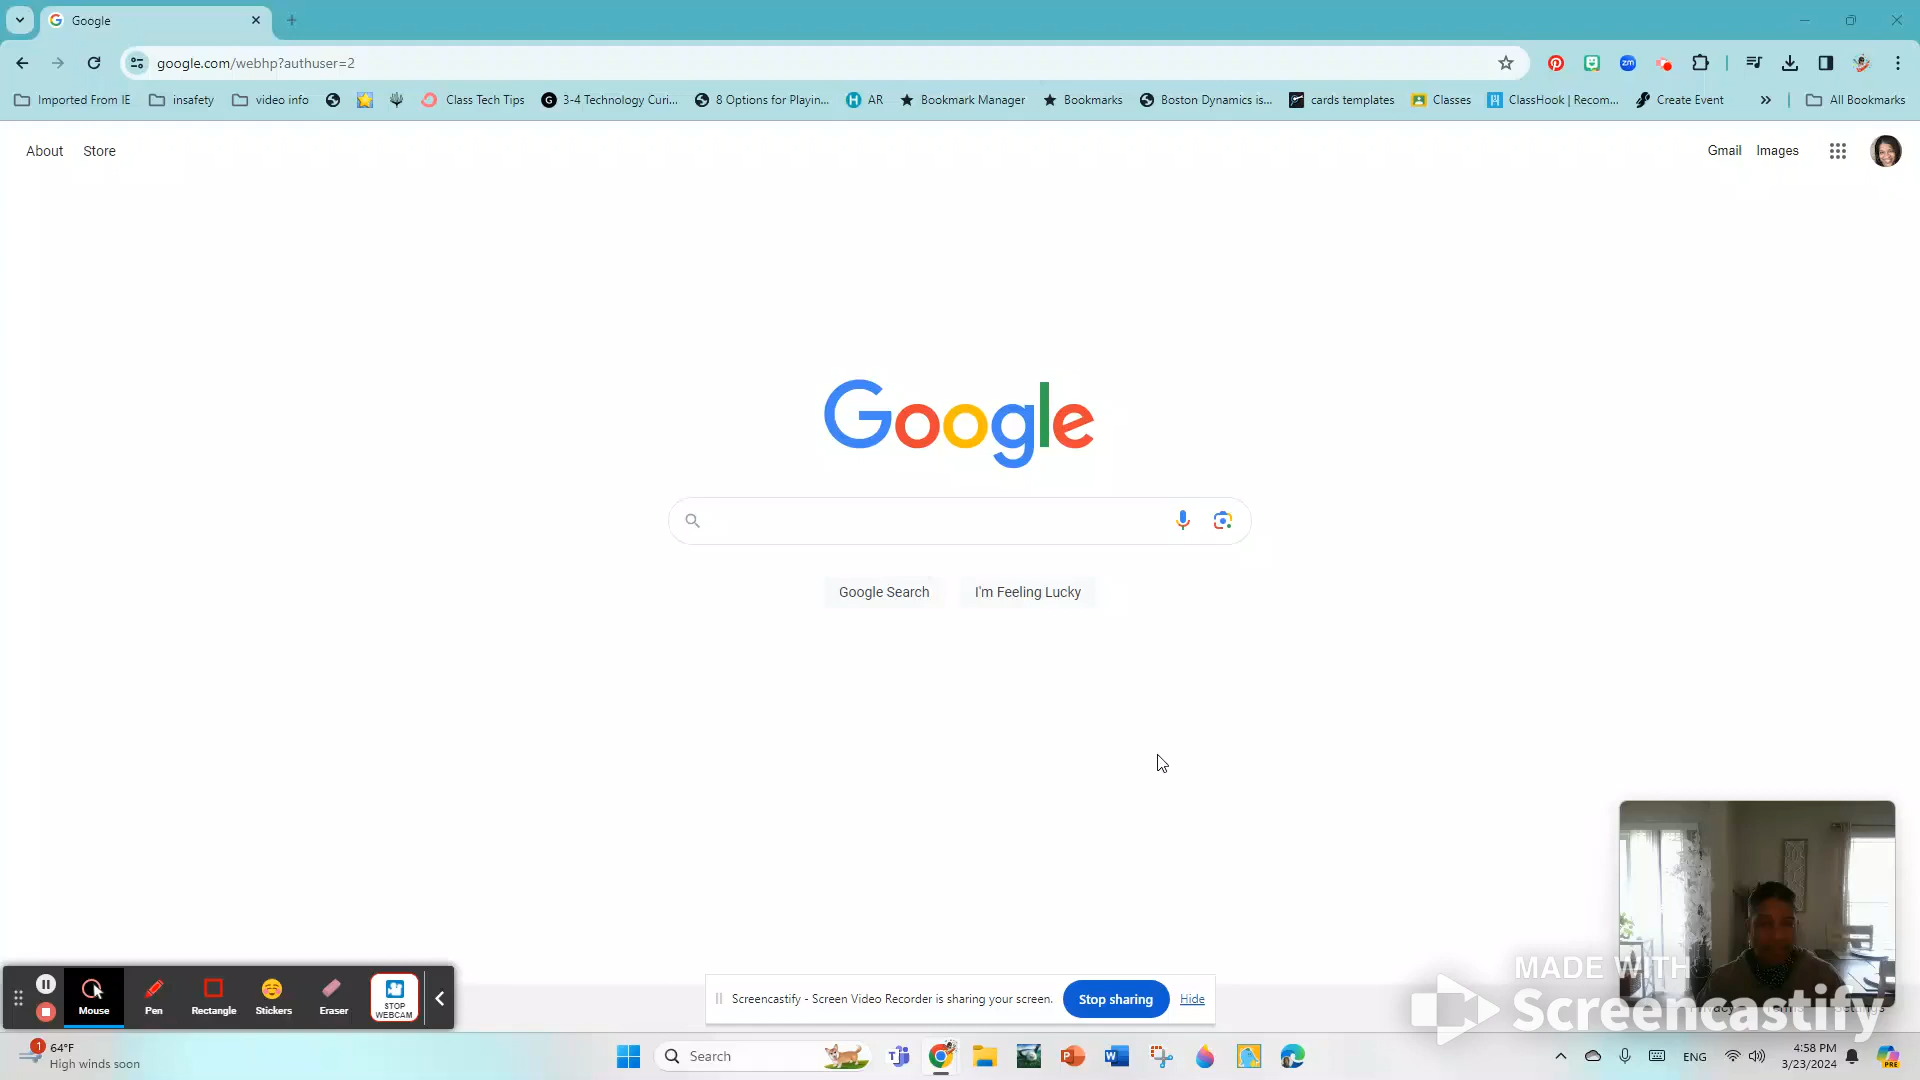 Google
google.com/webhp?authuser=2
Imported From IE
insafety
video info
Class Tech Tips
3-4 Technology Curi...
8 Options for Playin...
AR
Bookmark Manager
Bookmarks
Boston Dynamics is...
cards templates
Classes
ClassHook | Recom...
Create Event
All Bookmarks
About
Store
Gmail
Images
Google
Google Search
I'm Feeling Lucky
MADE WITH
Screencastify
Mouse
Pen
Rectangle
Stickers
Eraser
STOP
WEBCAM
Screencastify - Screen Video Recorder is sharing your screen.
Stop sharing
Hide
1
64°F
High winds soon
Search
ENG
4:58 PM
3/23/2024
PRE
zm